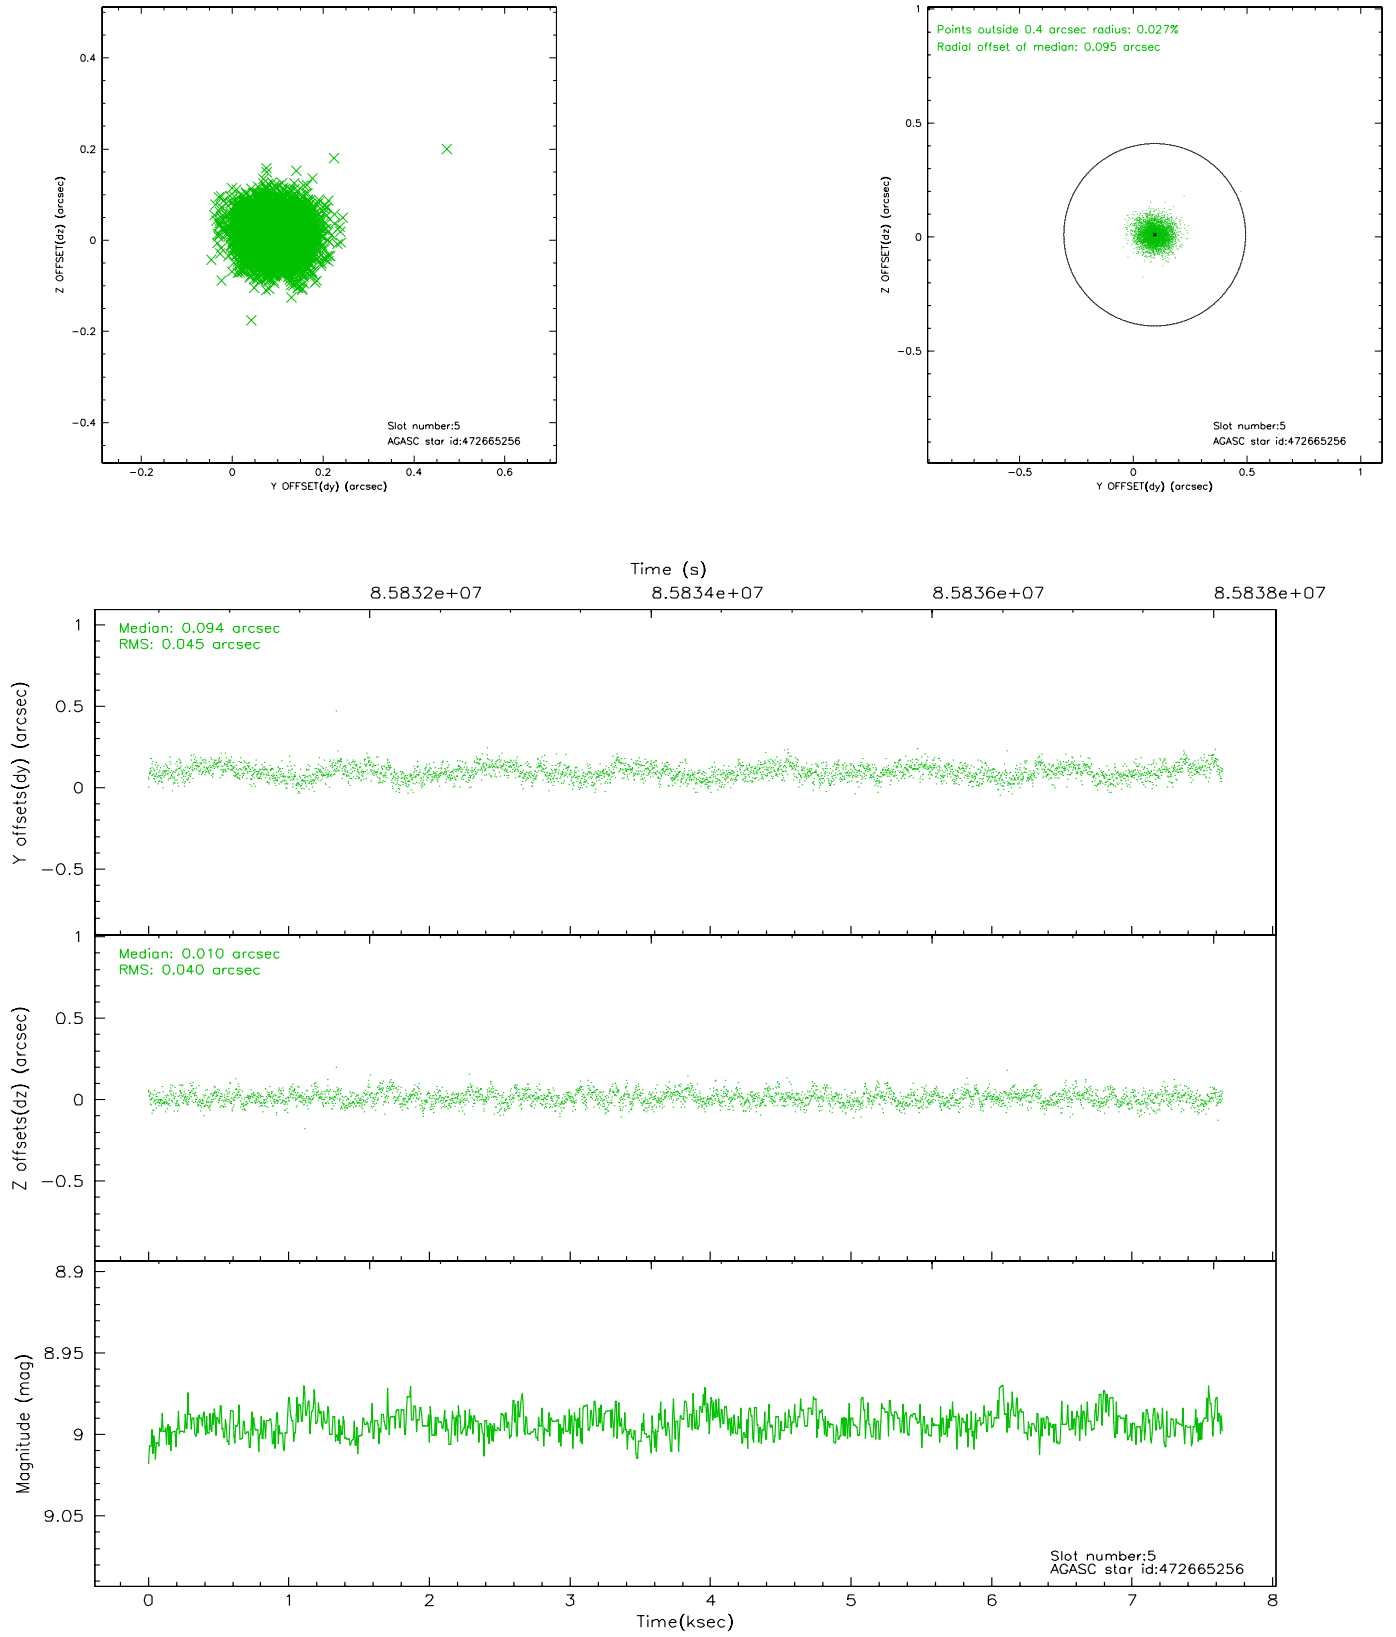 0.4
0.2
0
−0.2
−0.4
Z OFFSET(dz) (arcsec)
Slot number:5
AGASC star id:472665256
−0.2 0 0.2 0.4 0.6
Y OFFSET(dy) (arcsec)
Points outside 0.4 arcsec radius: 0.027%
Radial offset of median: 0.095 arcsec
1
0.5
0
−0.5
Z OFFSET(dz) (arcsec)
Slot number:5
AGASC star id:472665256
−0.5 0 0.5 1
Y OFFSET(dy) (arcsec)
Time (s)
8.5832e+07 8.5834e+07 8.5836e+07 8.5838e+07
Median: 0.094 arcsec
RMS: 0.045 arcsec
1
0.5
0
−0.5
Y offsets(dy) (arcsec)
Median: 0.010 arcsec
RMS: 0.040 arcsec
1
0.5
0
−0.5
Z offsets(dz) (arcsec)
8.9
8.95
9
9.05
Magnitude (mag)
Slot number:5
AGASC star id:472665256
0 1 2 3 4 5 6 7 8
Time(ksec)